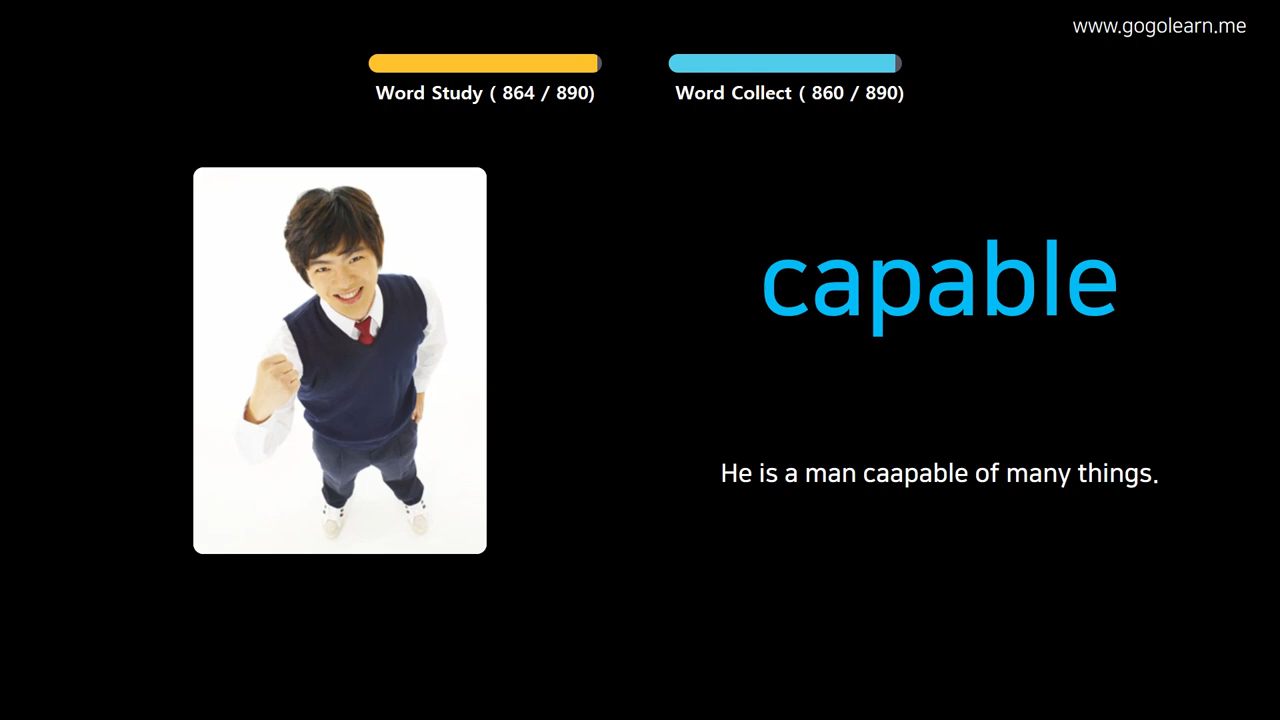 www.gogolearn.me
Word Study ( 864 / 890)
Word Collect ( 860 / 890)
capable
He is a man caapable of many things.